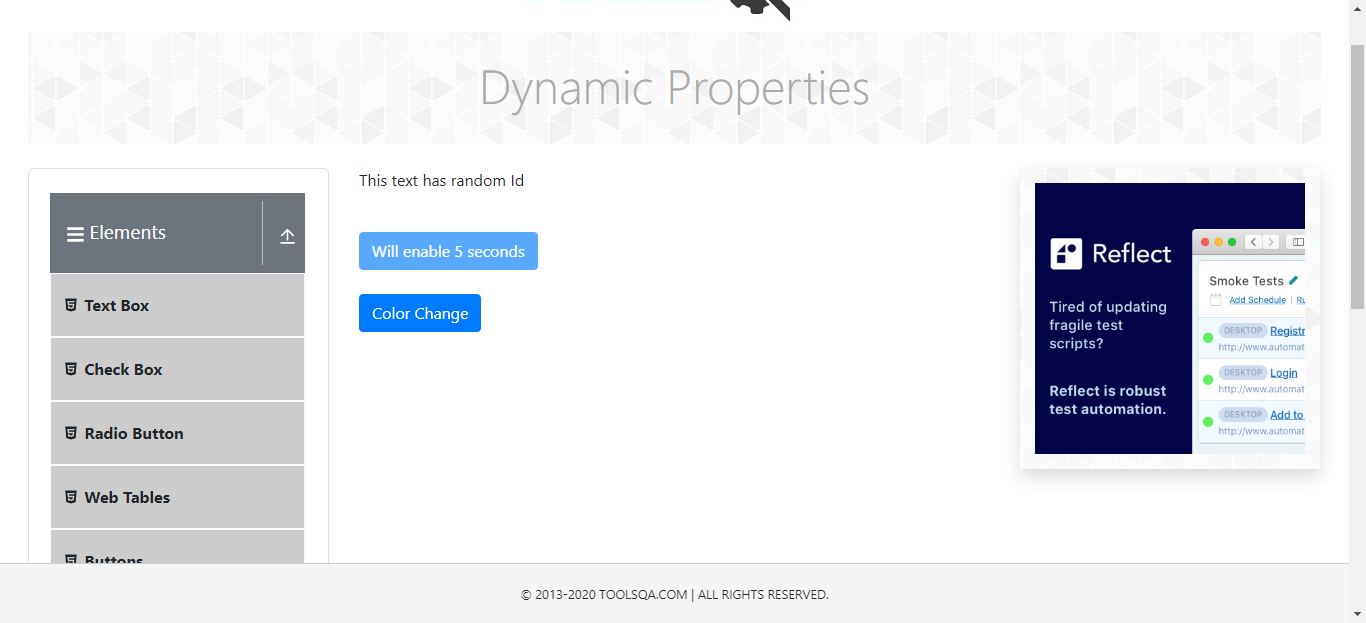 Dynamic Properties
Elements
Text Box
Check Box
Radio Button
Web Tables
Buttons
This text has random Id
Will enable 5 seconds
Color Change
Reflect
Tired of updating
fragile test
scripts?
Reflect is robust
test automation.
Smoke Tests
Add Schedule | Ru
DESKTOP Registr
http://www.automat
DESKTOP Login
http://www.automat
DESKTOP Add to
http://www.automat
© 2013-2020 TOOLSQA.COM | ALL RIGHTS RESERVED.